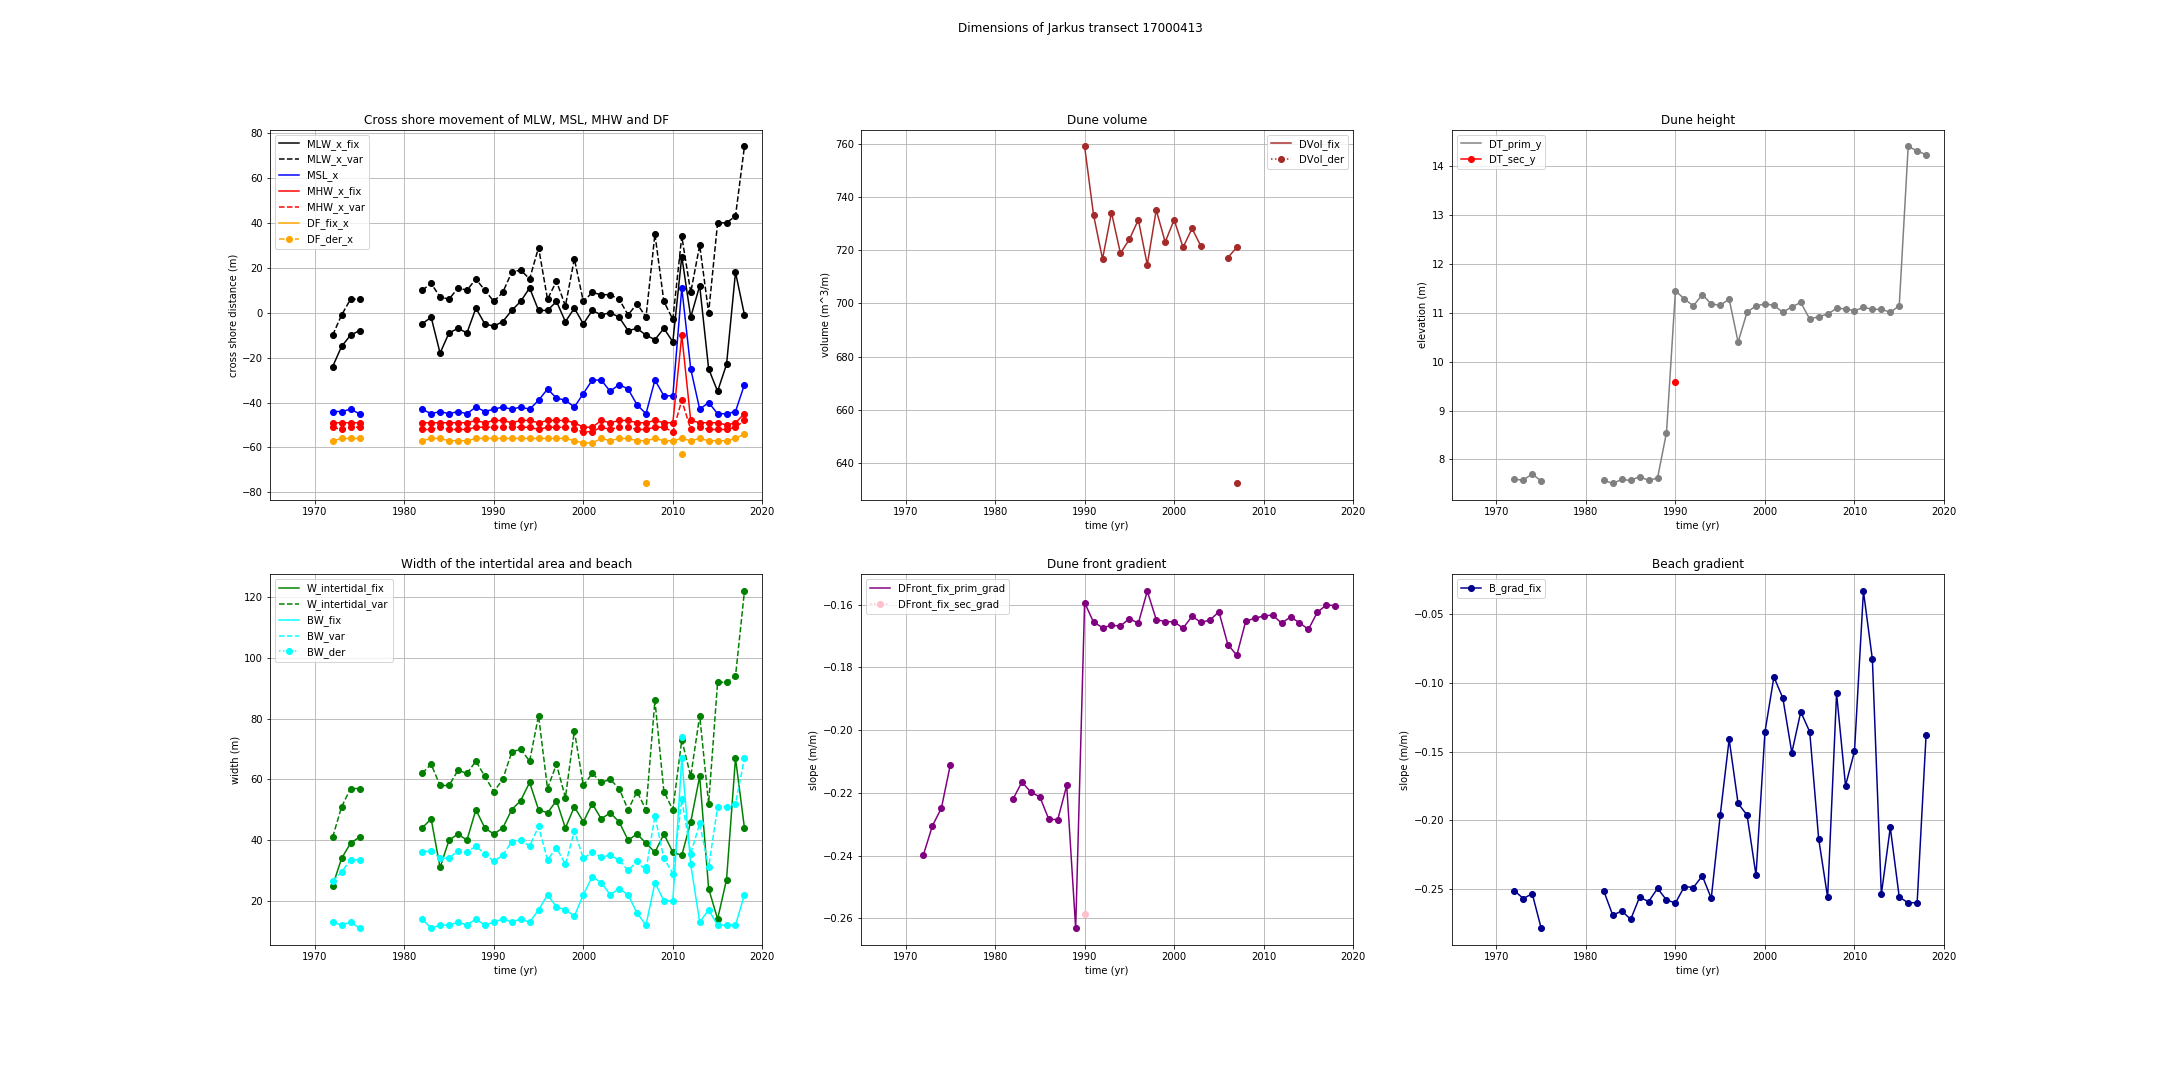 Dimensions of Jarkus transect 17000413
Cross shore movement of MLW, MSL, MHW and DF
80
60
40
20
0
−20
−40
−60
−80
cross shore distance (m)
MLW_x_fix
MLW_x_var
MSL_x
MHW_x_fix
MHW_x_var
DF_fix_x
DF_der_x
1970 1980 1990 2000 2010 2020
time (yr)
Dune volume
760
740
720
700
680
660
640
volume (m^3/m)
DVol_fix
DVol_der
1970 1980 1990 2000 2010 2020
time (yr)
Dune height
14
13
12
11
10
9
8
elevation (m)
DT_prim_y
DT_sec_y
1970 1980 1990 2000 2010 2020
time (yr)
Width of the intertidal area and beach
120
100
80
60
40
20
width (m)
W_intertidal_fix
W_intertidal_var
BW_fix
BW_var
BW_der
1970 1980 1990 2000 2010 2020
time (yr)
Dune front gradient
−0.16
−0.18
−0.20
−0.22
−0.24
−0.26
slope (m/m)
DFront_fix_prim_grad
DFront_fix_sec_grad
1970 1980 1990 2000 2010 2020
time (yr)
Beach gradient
−0.05
−0.10
−0.15
−0.20
−0.25
slope (m/m)
B_grad_fix
1970 1980 1990 2000 2010 2020
time (yr)